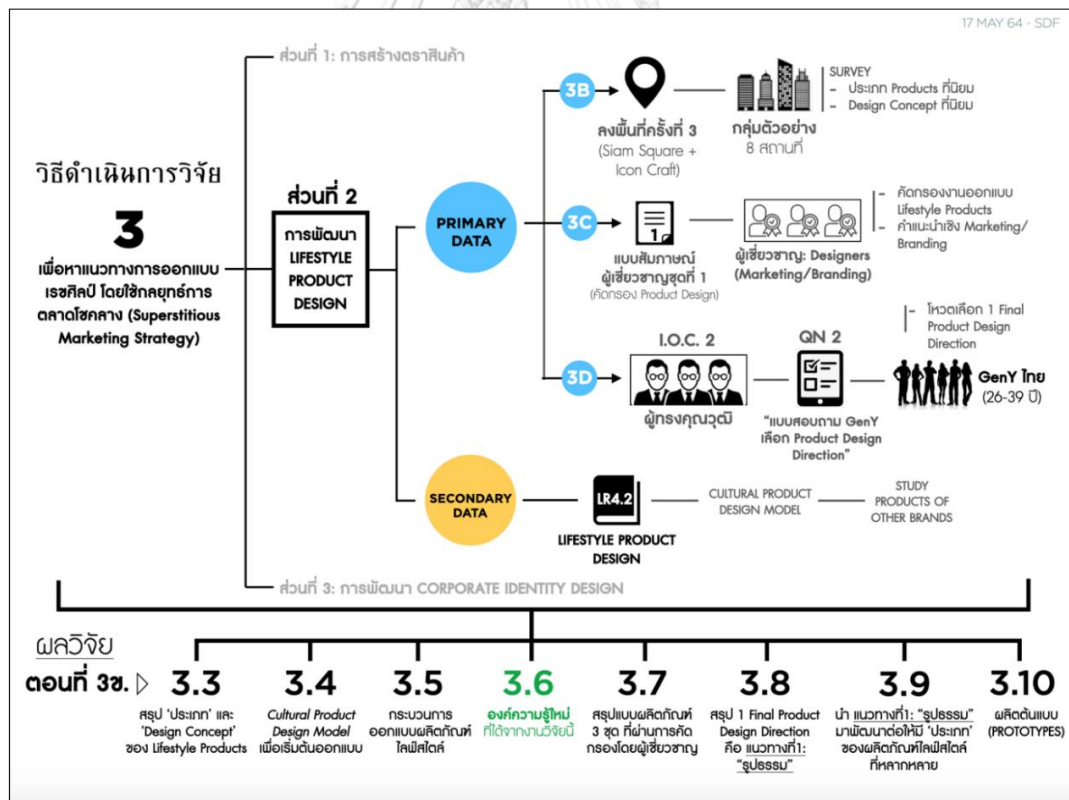 17 MAY 64 - SDF
ส่วนที่ 1: การสร้างตราสินค้า
วิธีดำเนินการวิจัย
3
เพื่อหาแนวทางการออกแบบ
เรขศิลป์ โดยใช้กลยุทธ์การ
ตลาดโชคลาง (Superstitious
Marketing Strategy)
ส่วนที่ 2
การพัฒนา
LIFESTYLE
PRODUCT
DESIGN
PRIMARY
DATA
3B
ลงพื้นที่ครั้งที่ 3
(Siam Square +
Icon Craft)
กลุ่มตัวอย่าง
8 สถานที่
SURVEY
- ประเภท Products ที่นิยม
- Design Concept ที่นิยม
3C
1
แบบสัมภาษณ์
ผู้เชี่ยวชาญชุดที่ 1
(คัดกรอง Product Design)
ผู้เชี่ยวชาญ: Designers
(Marketing/Branding)
- คัดกรองงานออกแบบ
Lifestyle Products
- คำแนะนำเชิง Marketing/
Branding
3D
I.O.C. 2
ผู้ทรงคุณวุฒิ
QN 2
“แบบสอบถาม GenY
เลือก Product Design
Direction”
- โหวตเลือก 1 Final
Product Design
Direction
GenY ไทย
(26-39 ปี)
SECONDARY
DATA
LR4.2
LIFESTYLE PRODUCT
DESIGN
CULTURAL PRODUCT
DESIGN MODEL
STUDY
PRODUCTS OF
OTHER BRANDS
ส่วนที่ 3: การพัฒนา CORPORATE IDENTITY DESIGN
ผลวิจัย
ตอนที่ 3ข.
3.3
สรุป ‘ประเภท’ และ
‘Design Concept’
ของ Lifestyle Products
3.4
Cultural Product
Design Model
เพื่อเริ่มต้นออกแบบ
3.5
กระบวนการ
ออกแบบผลิตภัณฑ์
ไลฟ์สไตล์
3.6
องค์ความรู้ใหม่
ที่ได้จากงานวิจัยนี้
3.7
สรุปแบบผลิตภัณฑ์
3 ชุด ที่ผ่านการคัด
กรองโดยผู้เชี่ยวชาญ
3.8
สรุป 1 Final Product
Design Direction
คือ แนวทางที่1:
“รูปธรรม”
3.9
นำ แนวทางที่1: “รูปธรรม”
มาพัฒนาต่อให้มี ‘ประเภท’
ของผลิตภัณฑ์ไลฟ์สไตล์
ที่หลากหลาย
3.10
ผลิตต้นแบบ
(PROTOTYPES)